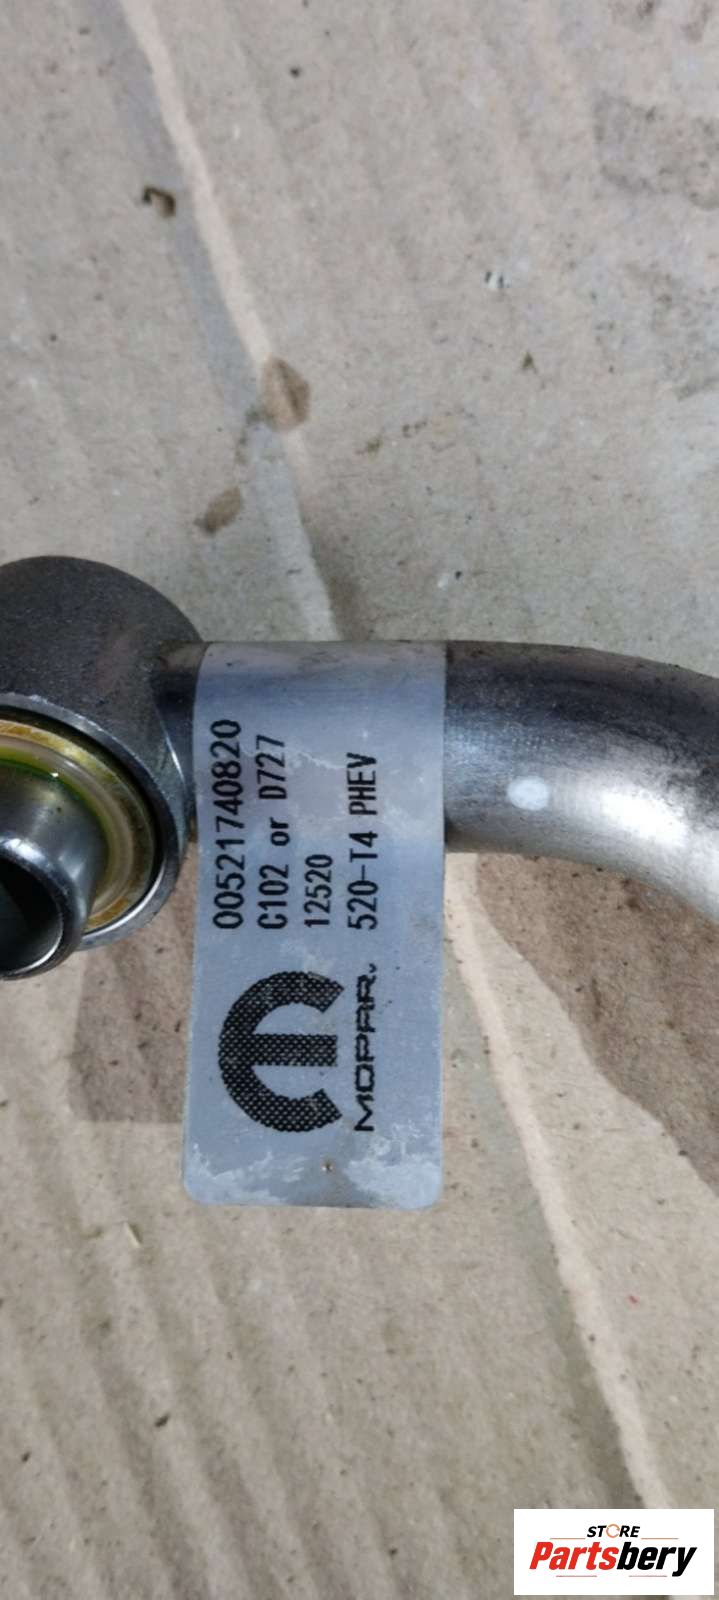 00521740820
C102 or D727
12520
520-T4 PHEV
MOPAR.
STORE
Partsbery